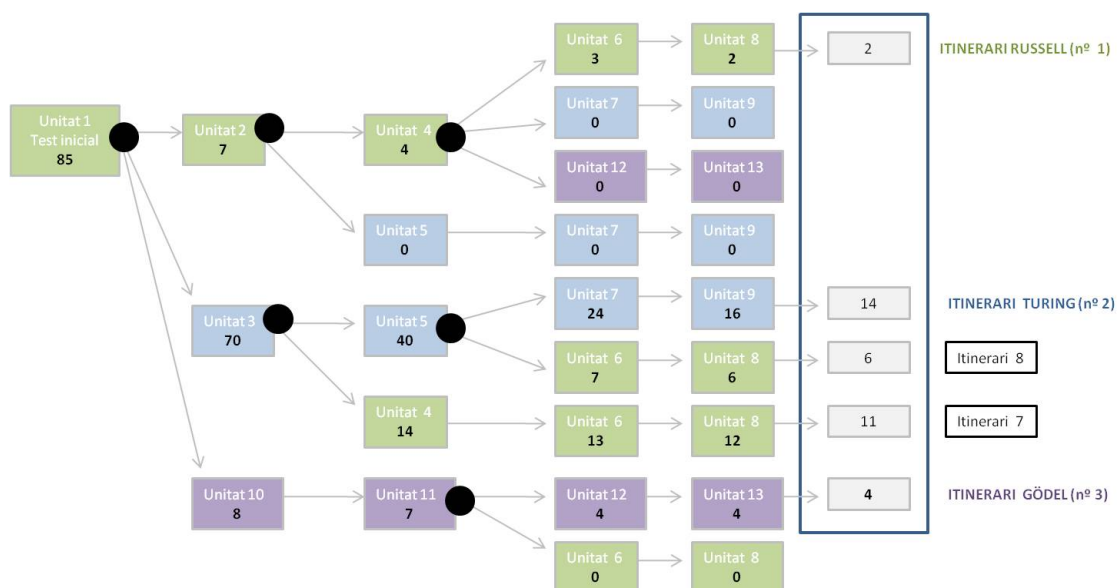 Unitat 6
3
Unitat 8
2
2
ITINERARI RUSSELL (nº 1)
Unitat 7
0
Unitat 9
0
Unitat 1
Test inicial
85
Unitat 2
7
Unitat 4
4
Unitat 12
0
Unitat 13
0
Unitat 5
0
Unitat 7
0
Unitat 9
0
Unitat 3
70
Unitat 5
40
Unitat 7
24
Unitat 9
16
14
ITINERARI TURING (nº 2)
Unitat 6
7
Unitat 8
6
6
Itinerari 8
Unitat 4
14
Unitat 6
13
Unitat 8
12
11
Itinerari 7
Unitat 10
8
Unitat 11
7
Unitat 12
4
Unitat 13
4
4
ITINERARI GÖDEL (nº 3)
Unitat 6
0
Unitat 8
0